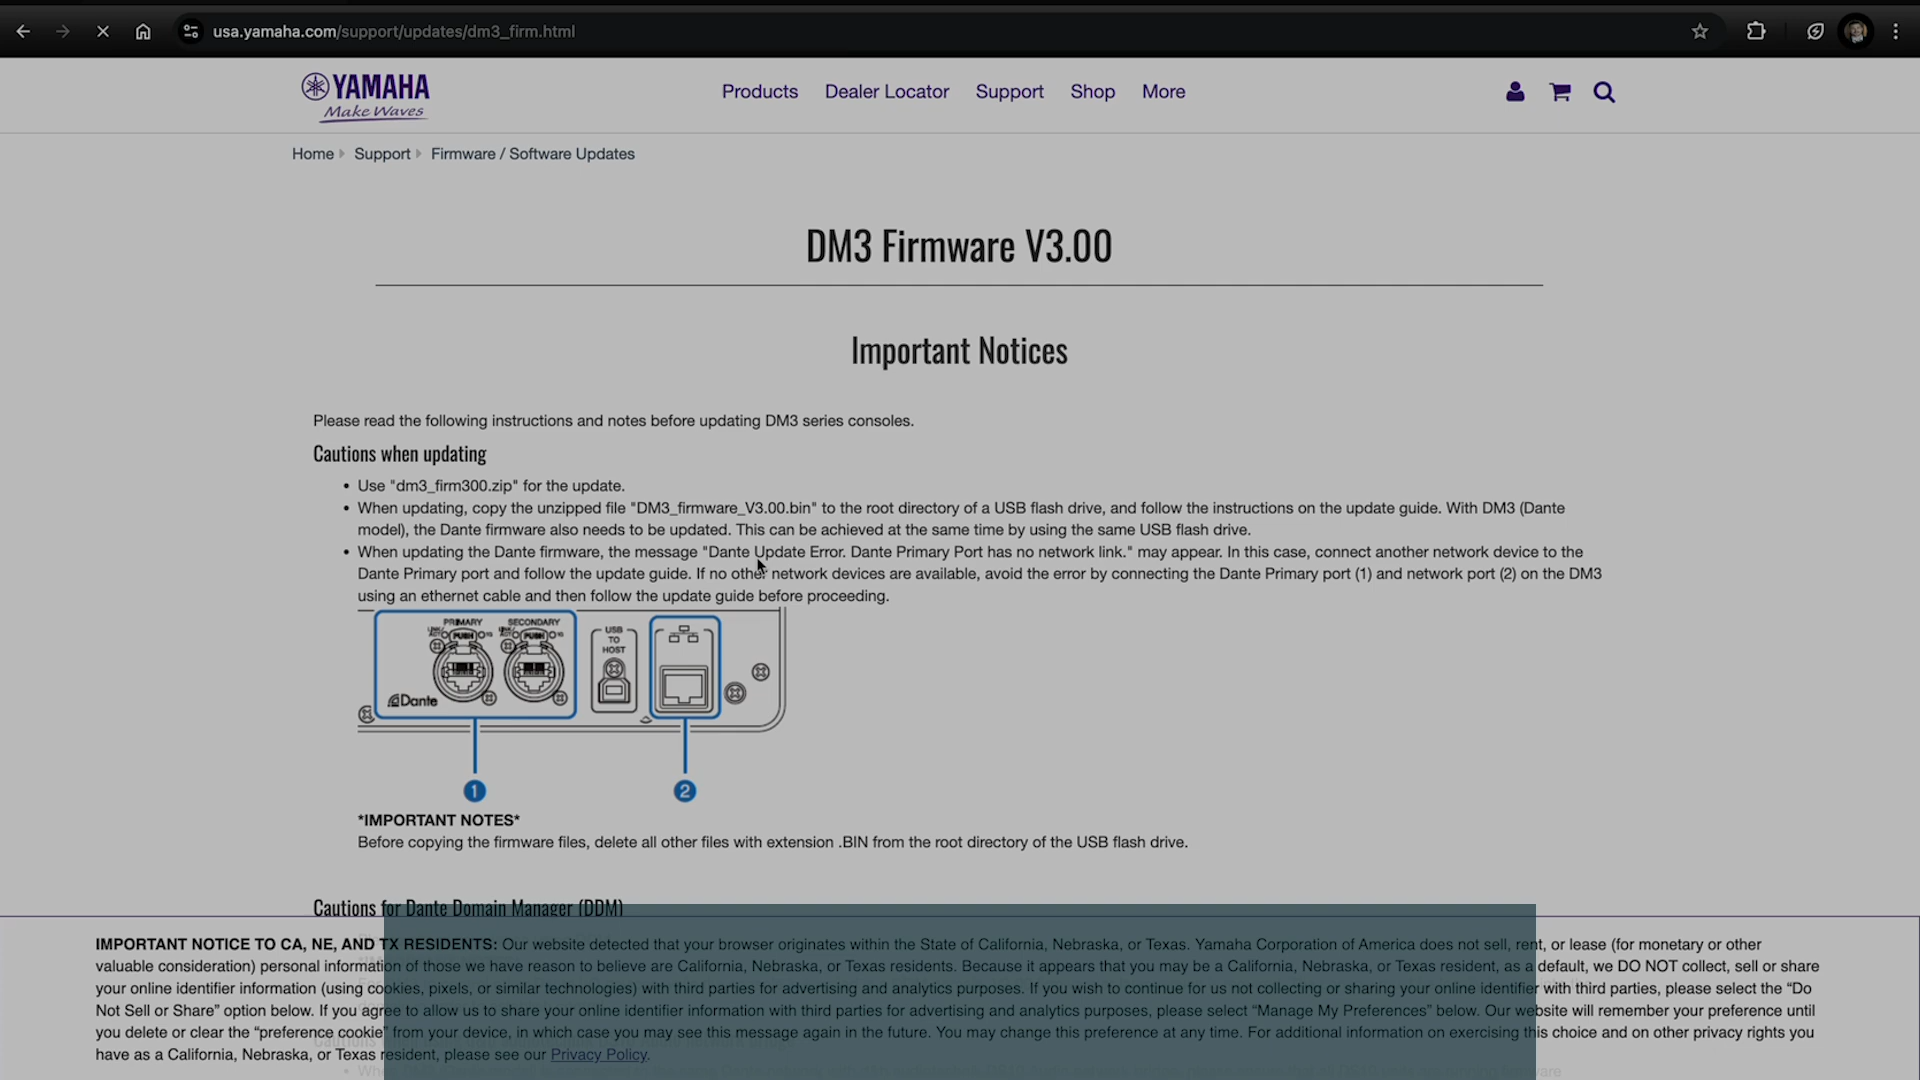 usa.yamaha.com/support/updates/dm3_firm.html
YAMAHA
Make Waves
Products Dealer Locator Support Shop More
Home Support Firmware / Software Updates
DM3 Firmware V3.00
Important Notices
Please read the following instructions and notes before updating DM3 series consoles.
Cautions when updating
• Use "dm3_firm300.zip" for the update.
• When updating, copy the unzipped file "DM3_firmware_V3.00.bin" to the root directory of a USB flash drive, and follow the instructions on the update guide. With DM3 (Dante
model), the Dante firmware also needs to be updated. This can be achieved at the same time by using the same USB flash drive.
• When updating the Dante firmware, the message "Dante Update Error. Dante Primary Port has no network link." may appear. In this case, connect another network device to the
Dante Primary port and follow the update guide. If no other network devices are available, avoid the error by connecting the Dante Primary port (1) and network port (2) on the DM3
using an ethernet cable and then follow the update guide before proceeding.
PRIMARY SECONDARY
PUSH PUSH
USB
TO
HOST
Dante
1 2
*IMPORTANT NOTES*
Before copying the firmware files, delete all other files with extension .BIN from the root directory of the USB flash drive.
Cautions for Dante Domain Manager (DDM)
IMPORTANT NOTICE TO CA, NE, AND TX RESIDENTS: Our website detected that your browser originates within the State of California, Nebraska, or Texas. Yamaha Corporation of America does not sell, rent, or lease (for monetary or other
valuable consideration) personal information of those we have reason to believe are California, Nebraska, or Texas residents. Because it appears that you may be a California, Nebraska, or Texas resident, as a default, we DO NOT collect, sell or share
your online identifier information (using cookies, pixels, or similar technologies) with third parties for advertising and analytics purposes. If you wish to continue for us not collecting or sharing your online identifier with third parties, please select the “Do
Not Sell or Share” option below. If you agree to allow us to share your online identifier information with third parties for advertising and analytics purposes, please select “Manage My Preferences” below. Our website will remember your preference until
you delete or clear the “preference cookie” from your device, in which case you may see this message again in the future. You may change this preference at any time. For additional information on exercising this choice and on other privacy rights you
have as a California, Nebraska, or Texas resident, please see our Privacy Policy.